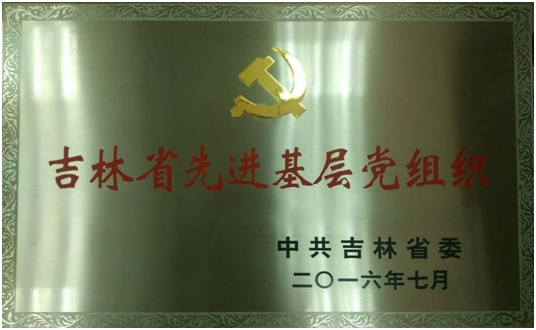 吉林省先进基层党组织
中共吉林省委
二〇一六年七月